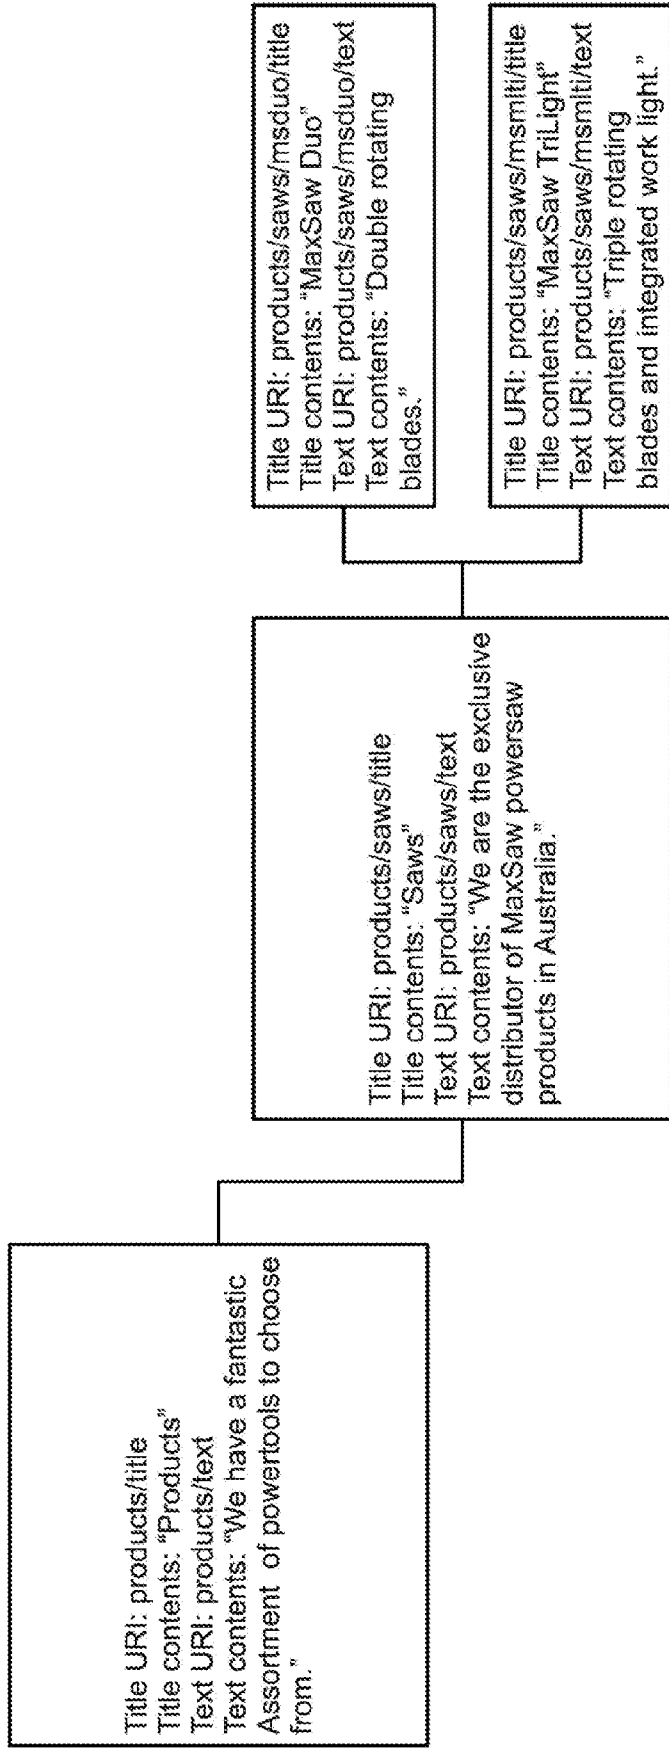 Title URI: products/title
Title contents: “Products”
Text URI: products/text
Text contents: “We have a fantastic
Assortment of powertools to choose
from.”
Title URI: products/saws/title
Title contents: “Saws”
Text URI: products/saws/text
Text contents: “We are the exclusive
distributor of MaxSaw powersaw
products in Australia.”
Title URI: products/saws/msduo/title
Title contents: “MaxSaw Duo”
Text URI: products/saws/msduo/text
Text contents: “Double rotating
blades.”
Title URI: products/saws/msmlti/title
Title contents: “MaxSaw TriLight”
Text URI: products/saws/msmlti/text
Text contents: “Triple rotating
blades and integrated work light.”